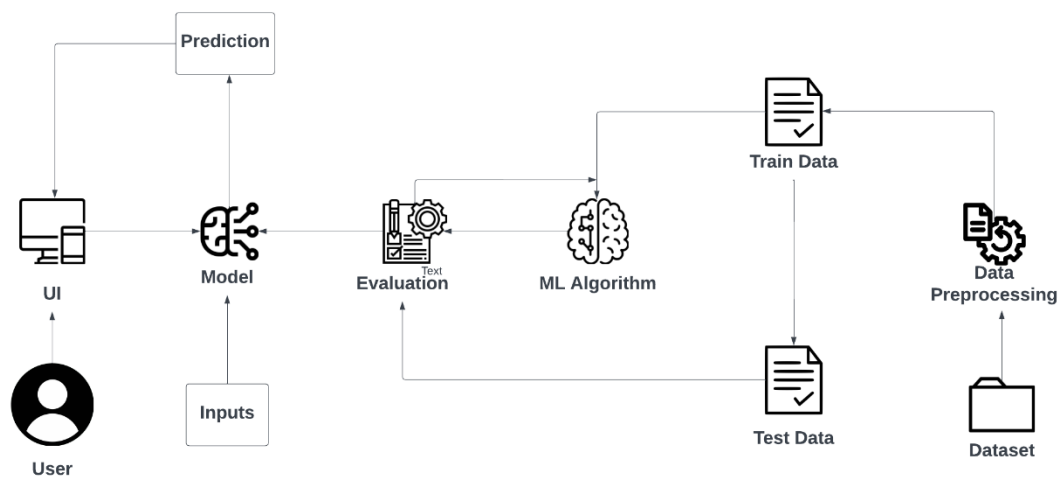 Prediction
Train Data
UI
Model
Text
Evaluation
ML Algorithm
Data
Preprocessing
Inputs
Test Data
User
Dataset